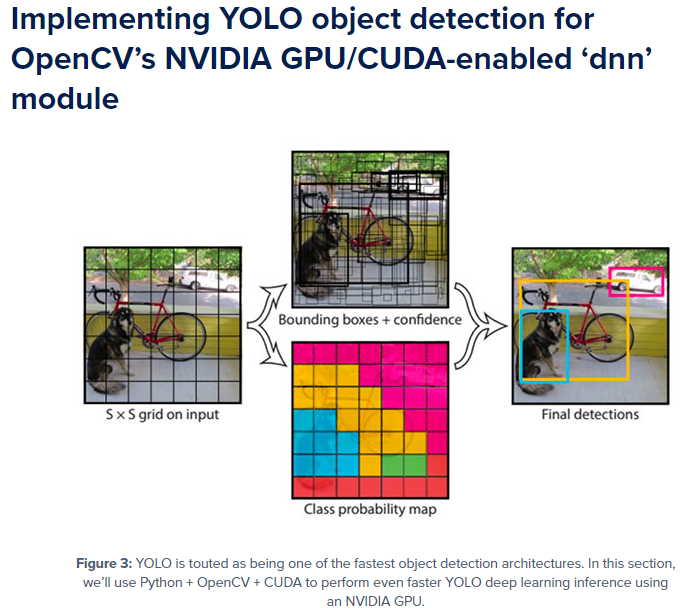 Implementing YOLO object detection for
OpenCV’s NVIDIA GPU/CUDA-enabled ‘dnn’
module
Bounding boxes + confidence
S × S grid on input
Final detections
Class probability map
Figure 3: YOLO is touted as being one of the fastest object detection architectures. In this section,
we’ll use Python + OpenCV + CUDA to perform even faster YOLO deep learning inference using
an NVIDIA GPU.